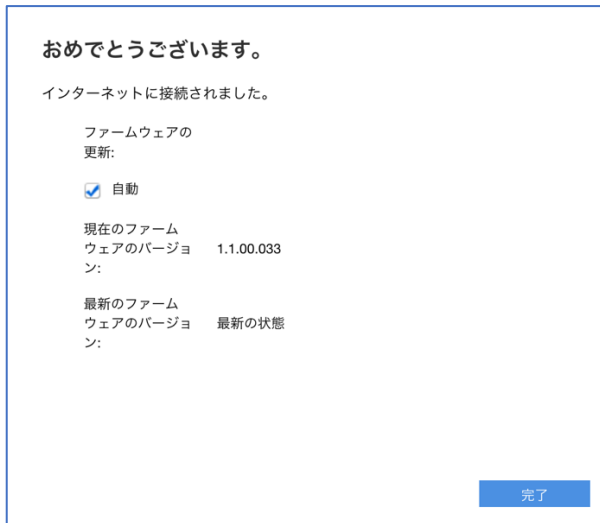 おめでとうございます。
インターネットに接続されました。
ファームウェアの
更新:
自動
現在のファーム
ウェアのバージョ 1.1.00.033
ン:
最新のファーム
ウェアのバージョ 最新の状態
ン:
完了